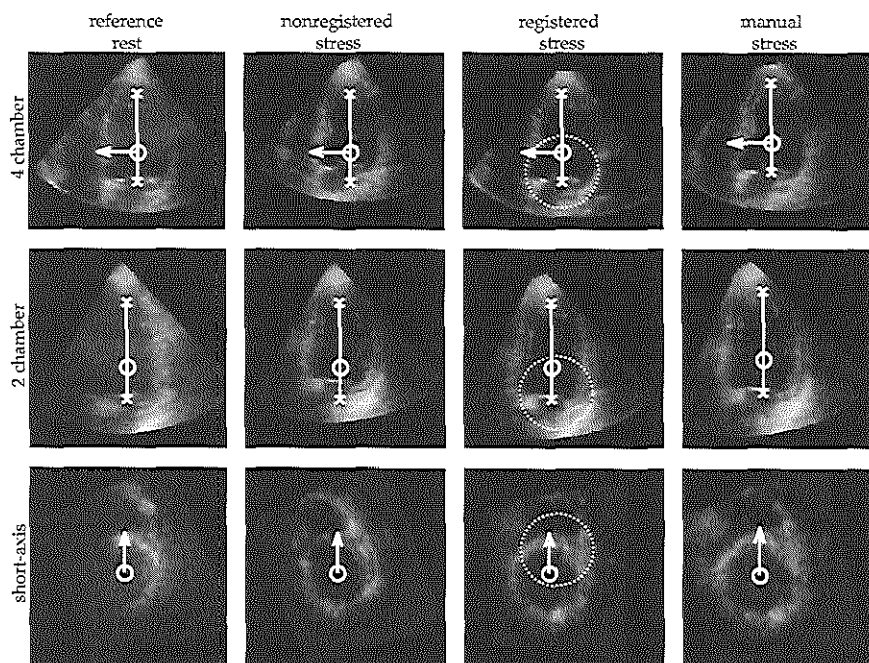 reference nonregistered registered manual
rest stress stress stress
4 chamber
2 chamber
short-axis